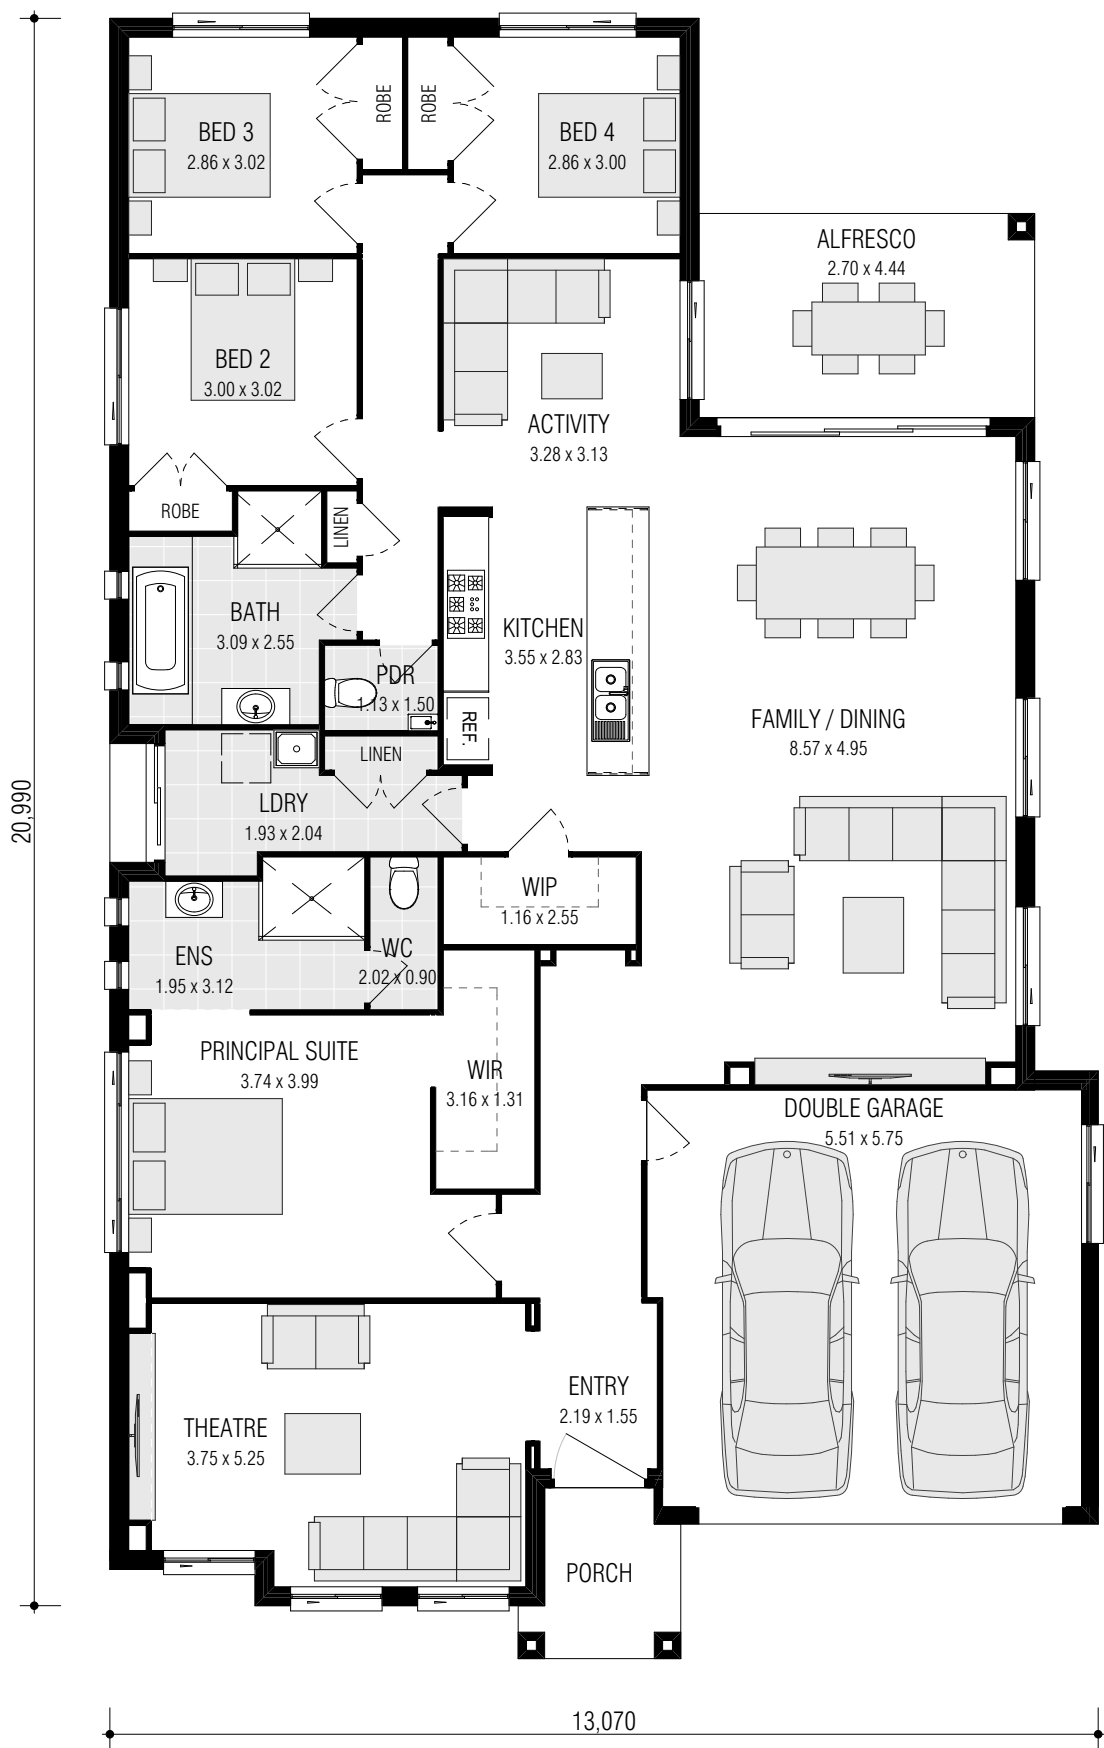 ROBE
ROBE
BED 3
2.86 x 3.02
BED 4
2.86 x 3.00
ALFRESCO
2.70 x 4.44
BED 2
3.00 x 3.02
ACTIVITY
3.28 x 3.13
ROBE
LINEN
BATH
3.09 x 2.55
KITCHEN
3.55 x 2.83
PDR
1.13 x 1.50
REF.
FAMILY / DINING
8.57 x 4.95
LINEN
LDRY
1.93 x 2.04
20,990
WIP
1.16 x 2.55
ENS
1.95 x 3.12
WC
2.02 x 0.90
PRINCIPAL SUITE
3.74 x 3.99
WIR
3.16 x 1.31
DOUBLE GARAGE
5.51 x 5.75
ENTRY
2.19 x 1.55
THEATRE
3.75 x 5.25
PORCH
13,070